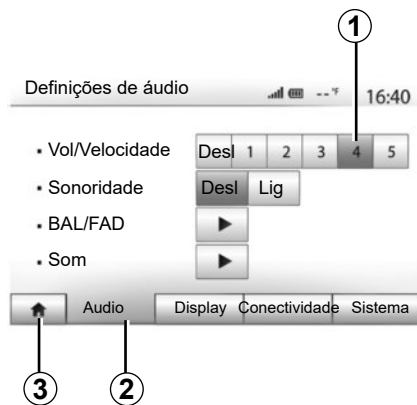 1
Definições de áudio --°F 16:40
Vol/Velocidade Desl 1 2 3 4 5
Sonoridade Desl Lig
BAL/FAD
Som
Audio Display Conectividade Sistema
3 2